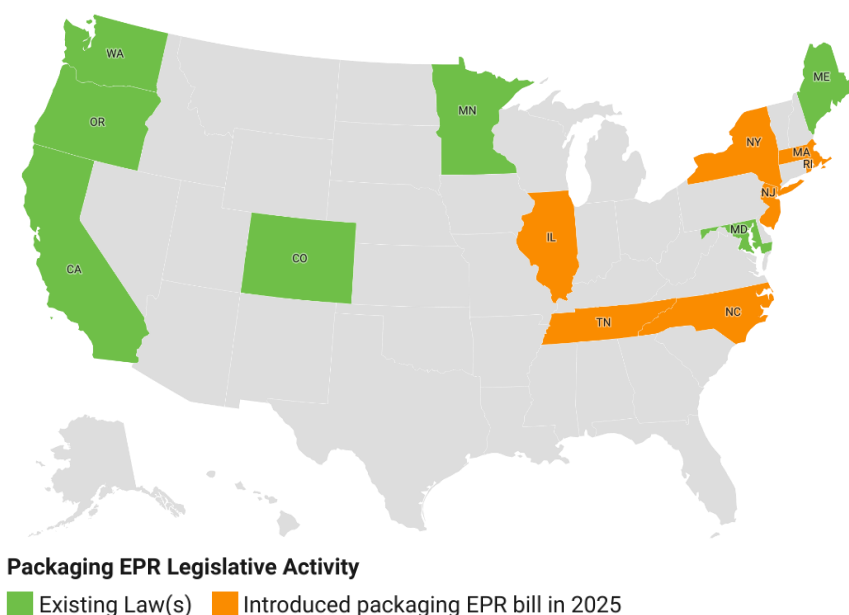 WA
ME
MN
OR
NY
MA
RI
NJ
MD
IL
CO
CA
NC
TN
Packaging EPR Legislative Activity
Existing Law(s) Introduced packaging EPR bill in 2025